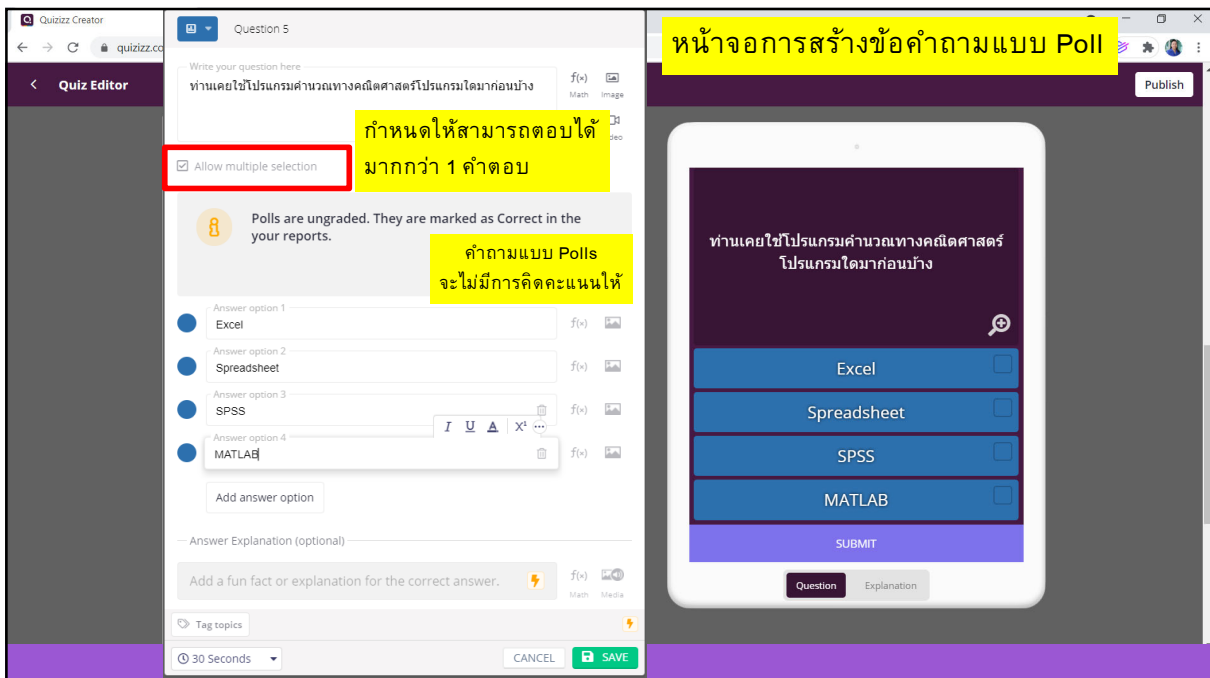 Quizizz Creator
quizizz.co
Quiz Editor
Publish
หน้าจอการสร้างข้อคำถามแบบ Poll
Question 5
Write your question here
ท่านเคยใช้โปรแกรมคำนวณทางคณิตศาสตร์โปรแกรมใดมาก่อนบ้าง
f(×)
Math Image
deo
กำหนดให้สามารถตอบได้
มากกว่า 1 คำตอบ
Allow multiple selection
Polls are ungraded. They are marked as Correct in the
your reports.
คำถามแบบ Polls
จะไม่มีการคิดคะแนนให้
Answer option 1
Excel
f(×)
Answer option 2
Spreadsheet
f(×)
Answer option 3
SPSS
f(×)
I U A X²
Answer option 4
MATLAB
f(×)
Add answer option
Answer Explanation (optional)
Add a fun fact or explanation for the correct answer.
f(×)
Math Media
Tag topics
30 Seconds
CANCEL
SAVE
ท่านเคยใช้โปรแกรมคำนวณทางคณิตศาสตร์
โปรแกรมใดมาก่อนบ้าง
Excel
Spreadsheet
SPSS
MATLAB
SUBMIT
Question Explanation